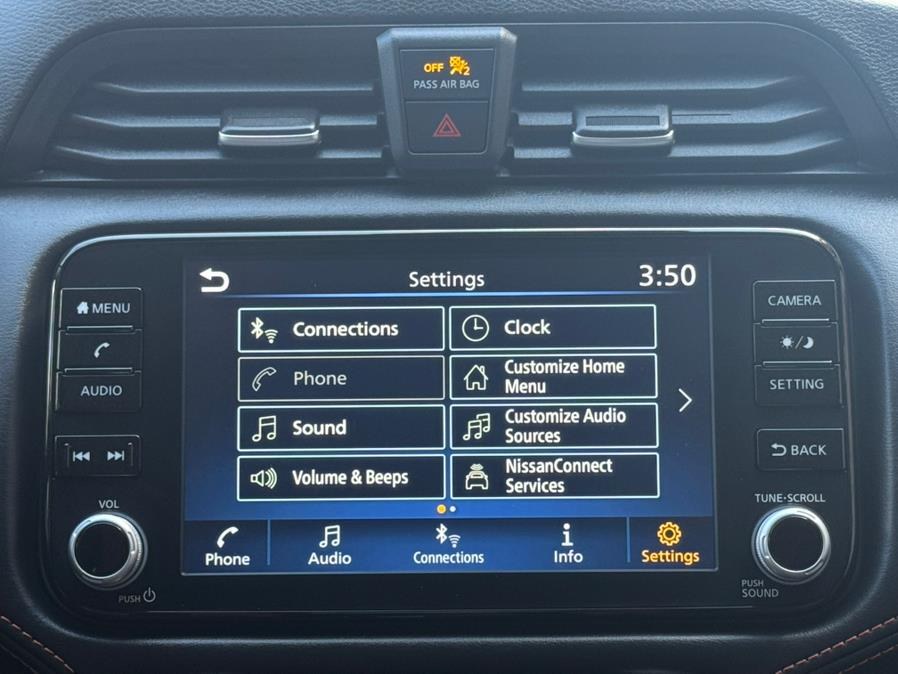 OFF 2
PASS AIR BAG
MENU
AUDIO
VOL
PUSH
Settings
3:50
Connections
Clock
Phone
Customize Home
Menu
Sound
Customize Audio
Sources
Volume & Beeps
NissanConnect
Services
Phone
Audio
Connections
Info
Settings
CAMERA
SETTING
BACK
TUNE·SCROLL
PUSH
SOUND